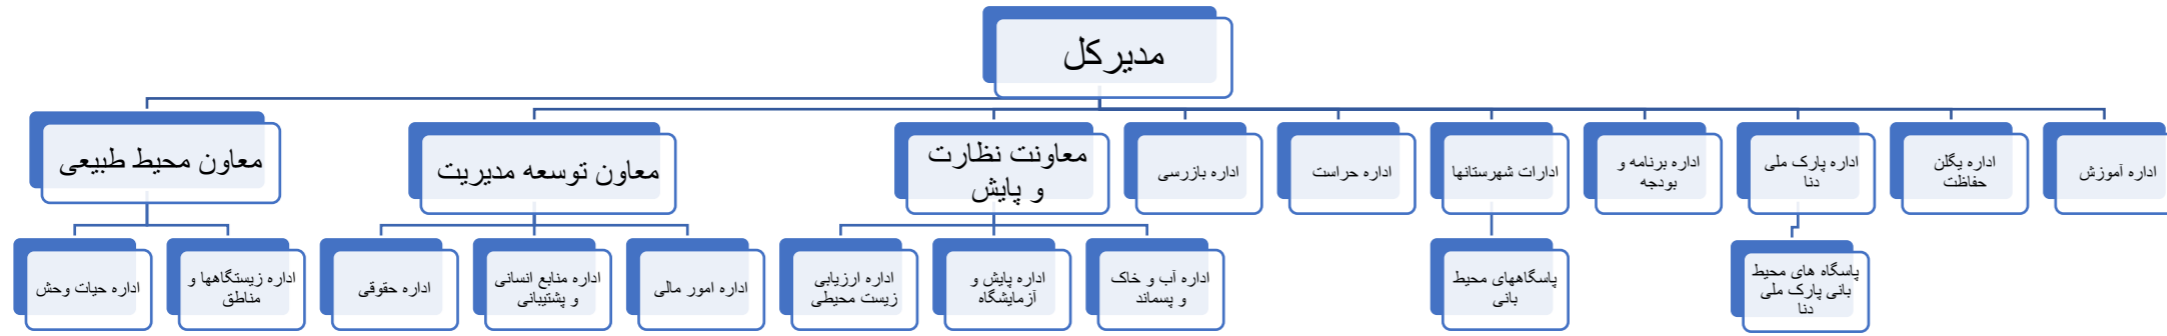 مدیرکل
معاون محیط طبیعی
معاون توسعه مدیریت
معاونت نظارت
و پایش
اداره بازرسی
اداره حراست
ادارات شهرستانها
اداره برنامه و
بودجه
اداره پارک ملی
دنا
اداره یگلن
حفاظت
اداره آموزش
اداره حیات وحش
اداره زیستگاهها و
مناطق
اداره حقوقی
اداره منابع انسانی
و پشتیبانی
اداره امور مالی
اداره ارزیابی
زیست محیطی
اداره پایش و
آزمایشگاه
اداره آب و خاک
و پسماند
پاسگاههای محیط
بانی
پاسگاه های محیط
بانی پارک ملی
دنا